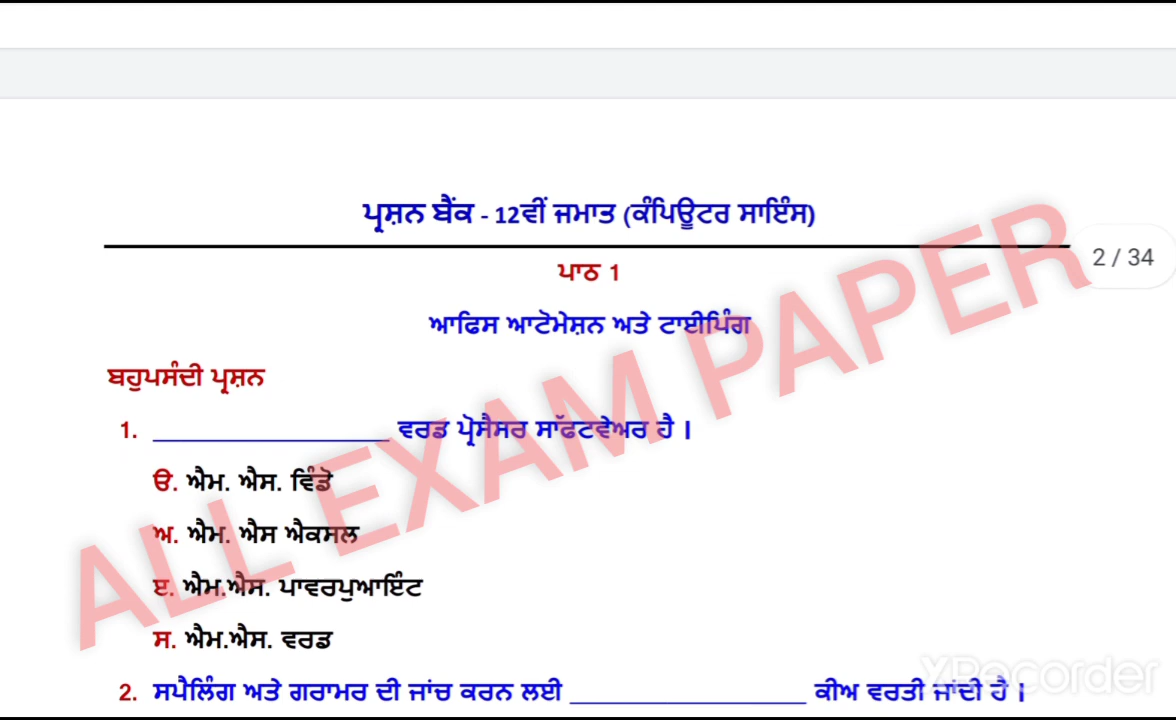 ਪ੍ਰਸ਼ਨ ਬੈਂਕ - 12ਵੀਂ ਜਮਾਤ (ਕੰਪਿਊਟਰ ਸਾਇੰਸ)
2 / 34
ਪਾਠ 1
ਆਫਿਸ ਆਟੋਮੇਸ਼ਨ ਅਤੇ ਟਾਈਪਿੰਗ
ਬਹੁਪਸੰਦੀ ਪ੍ਰਸ਼ਨ
1. ____________________ ਵਰਡ ਪ੍ਰੋਸੈਸਰ ਸਾੱਫਟਵੇਅਰ ਹੈ।
ੳ. ਐਮ. ਐਸ. ਵਿੰਡੋ
ਅ. ਐਮ. ਐਸ ਐਕਸਲ
ੲ. ਐਮ.ਐਸ. ਪਾਵਰਪੁਆਇੰਟ
ਸ. ਐਮ.ਐਸ. ਵਰਡ
2. ਸਪੈਲਿੰਗ ਅਤੇ ਗਰਾਮਰ ਦੀ ਜਾਂਚ ਕਰਨ ਲਈ ____________________ ਕੀਅ ਵਰਤੀ ਜਾਂਦੀ ਹੈ।
ALL EXAM PAPER
XRecorder